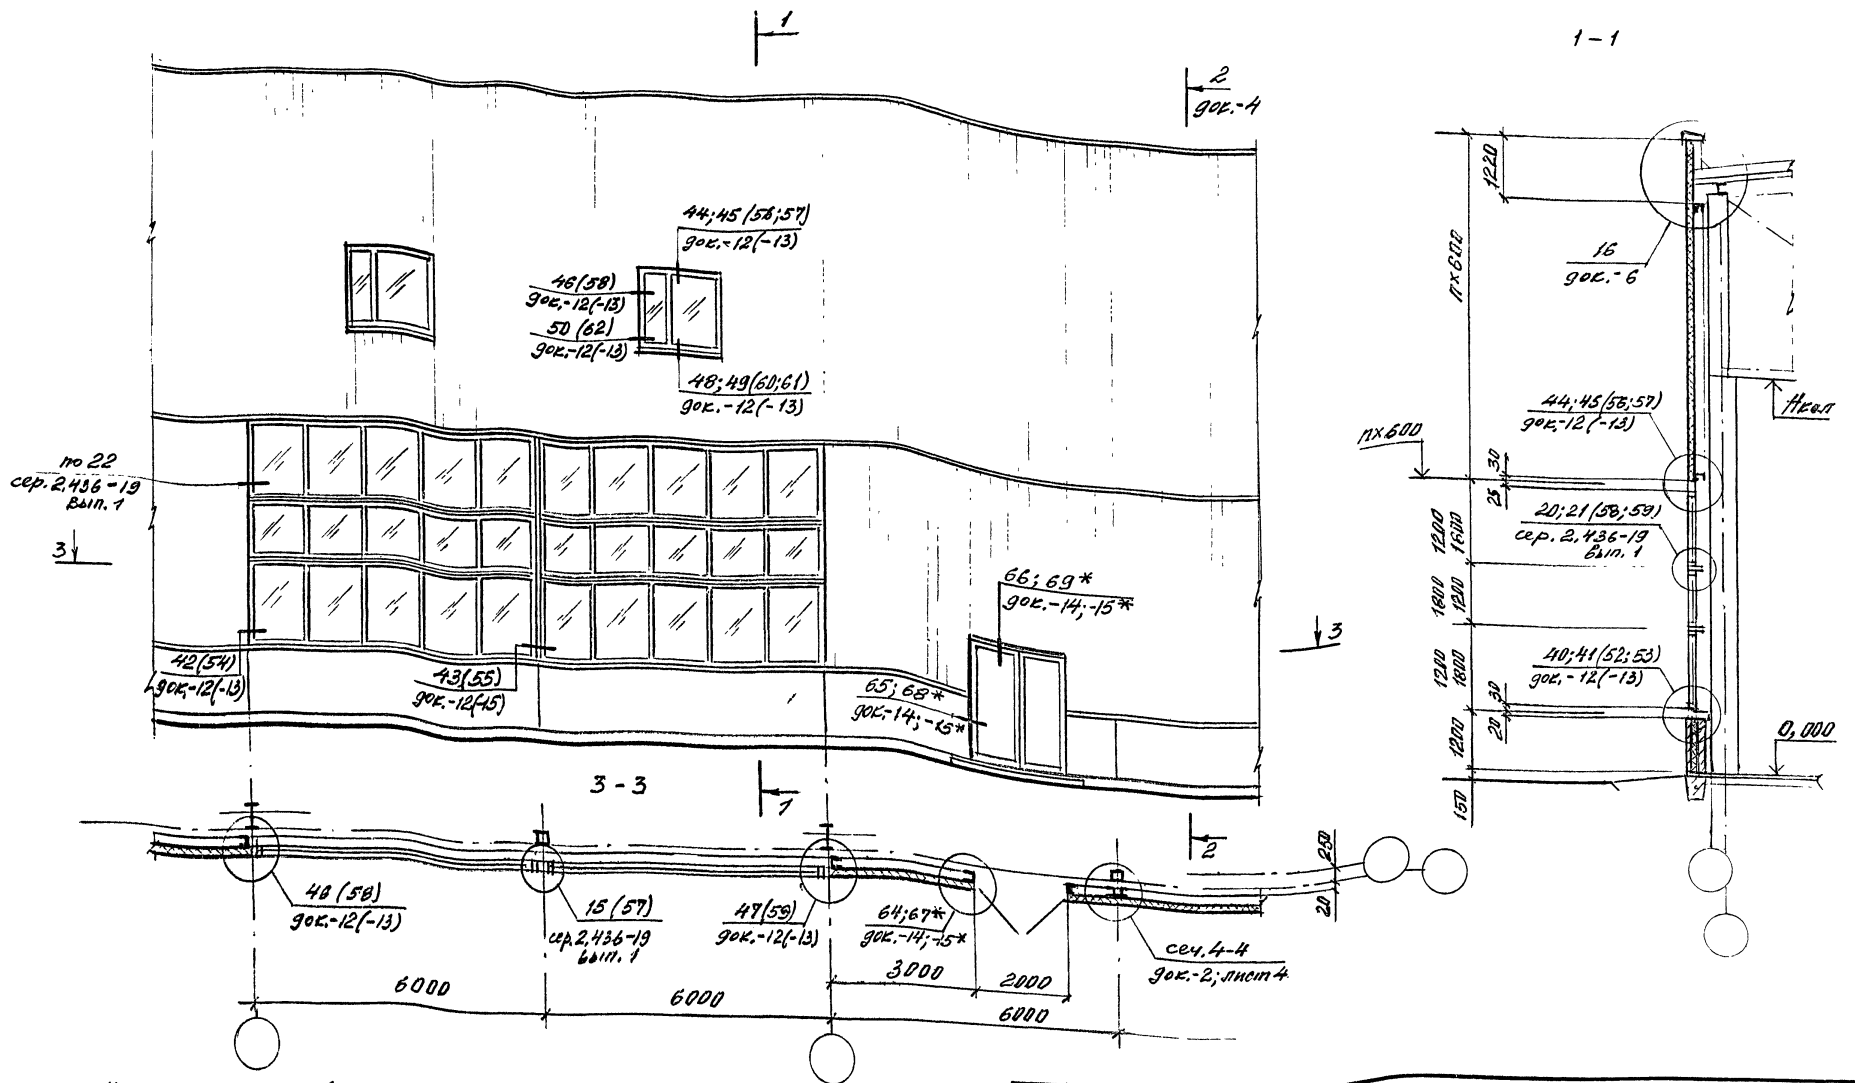 1
1-1
2
док.-4
1220
n×600
16
док.-6
44;45(56;57)
док.-12(-13)
46(58)
док.-12(-13)
50(62)
док.-12(-13)
48;49(60;61)
док.-12(-13)
44;45(56;57)
док.-12(-13)
Нкол
n×600
30
25
по 22
сер. 2.436-19
вып. 1
20;21(58;59)
сер. 2.436-19
вып. 1
1200
1800
3
66; 69*
док.-14;-15*
3
1800
1200
42(54)
док.-12(-13)
43(55)
док.-12(-15)
65; 68*
док.-14;-15*
40;41(52;53)
док.-12(-13)
1200
1800
30
20
1200
0,000
150
3-3
1
2
250
20
46(58)
док.-12(-13)
15(57)
сер. 2.436-19
вып. 1
47(59)
док.-12(-13)
64;67*
док.-14;-15*
сеч. 4-4
док.-2; лист 4
3000
2000
6000
6000
6000